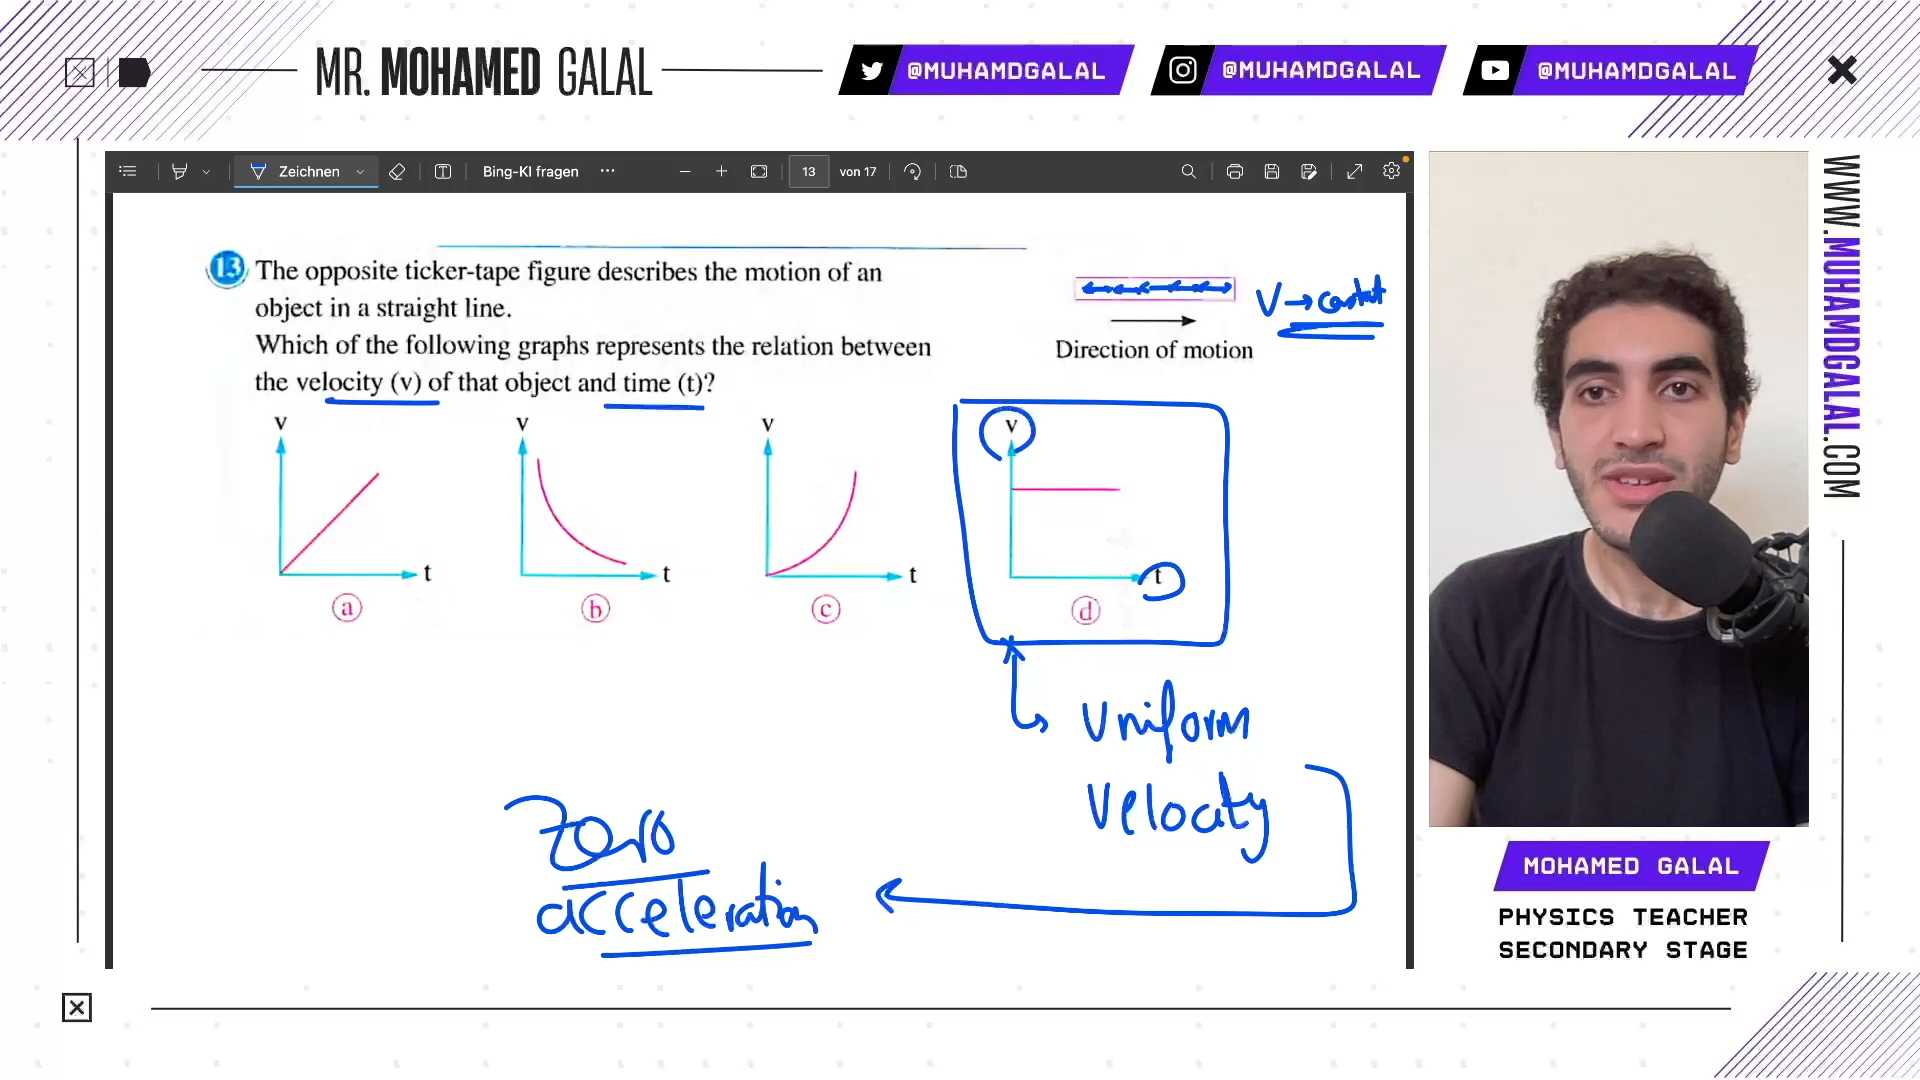 MR. MOHAMED GALAL
@MUHAMDGALAL
@MUHAMDGALAL
@MUHAMDGALAL
Zeichnen
Bing-KI fragen
13
von 17
13 The opposite ticker-tape figure describes the motion of an
object in a straight line.
Which of the following graphs represents the relation between
the velocity (v) of that object and time (t)?
V → constant
Direction of motion
v
t
a
v
t
b
v
t
c
v
t
d
Uniform
Velocity
Zero
acceleration
WWW.MUHAMDGALAL.COM
MOHAMED GALAL
PHYSICS TEACHER
SECONDARY STAGE